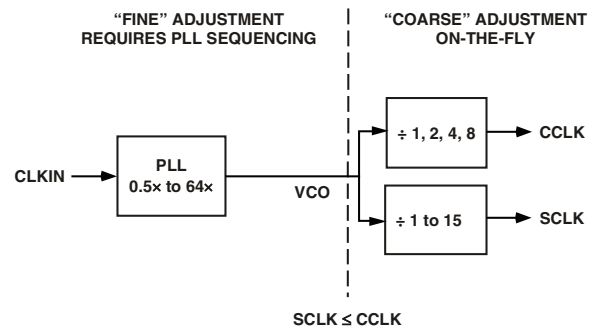 “FINE” ADJUSTMENT
REQUIRES PLL SEQUENCING
“COARSE” ADJUSTMENT
ON-THE-FLY
CLKIN
PLL
0.5× to 64×
VCO
÷ 1, 2, 4, 8
CCLK
÷ 1 to 15
SCLK
SCLK ≤ CCLK